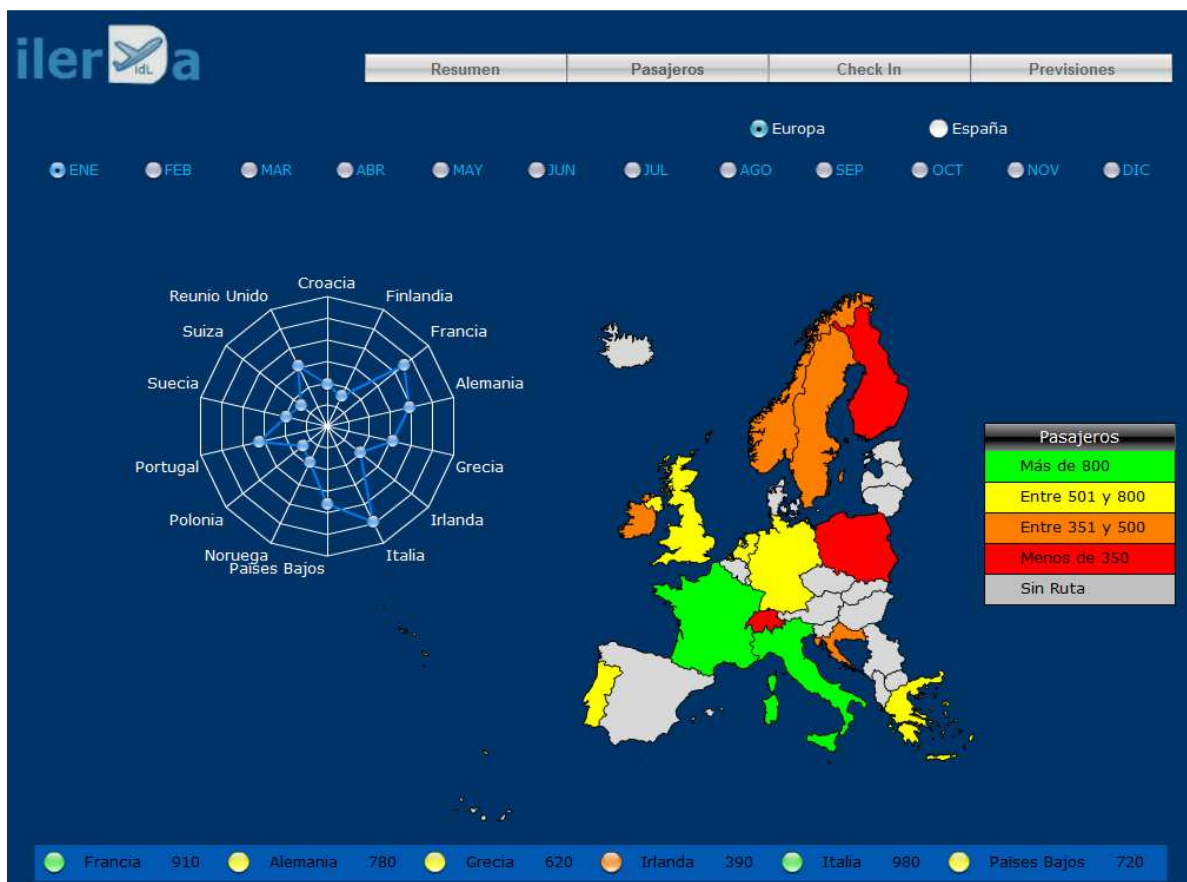 ilerda
idL
Resumen Pasajeros Check In Previsiones
Europa España
ENE FEB MAR ABR MAY JUN JUL AGO SEP OCT NOV DIC
Croacia
Reunio Unido Finlandia
Suiza Francia
Suecia Alemania
Portugal Grecia
Polonia Irlanda
Noruega Italia
Países Bajos
Pasajeros
Más de 800
Entre 501 y 800
Entre 351 y 500
Menos de 350
Sin Ruta
Francia 910 Alemania 780 Grecia 620 Irlanda 390 Italia 980 Países Bajos 720